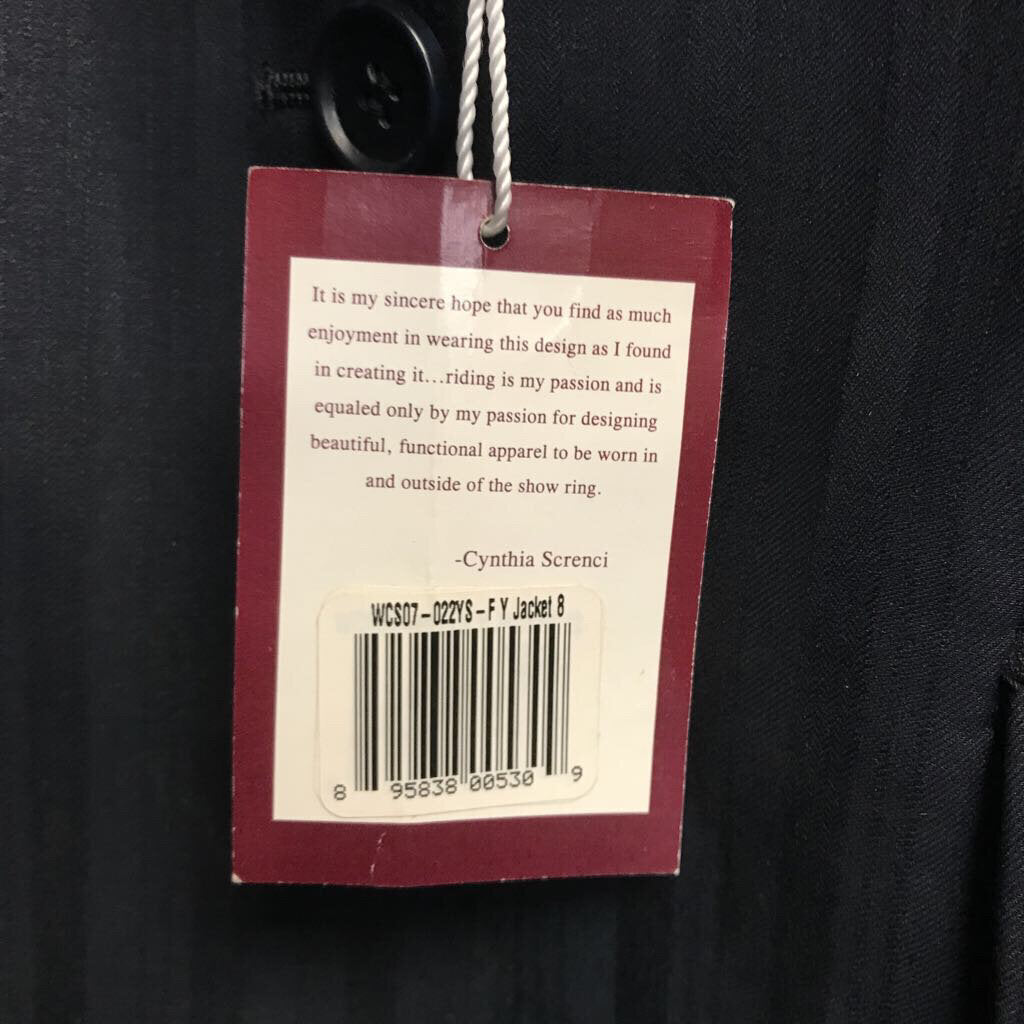 It is my sincere hope that you find as much
enjoyment in wearing this design as I found
in creating it...riding is my passion and is
equaled only by my passion for designing
beautiful, functional apparel to be worn in
and outside of the show ring.
-Cynthia Screnci
WCS07-022YS-F Y Jacket 8
8 95838 00530 9